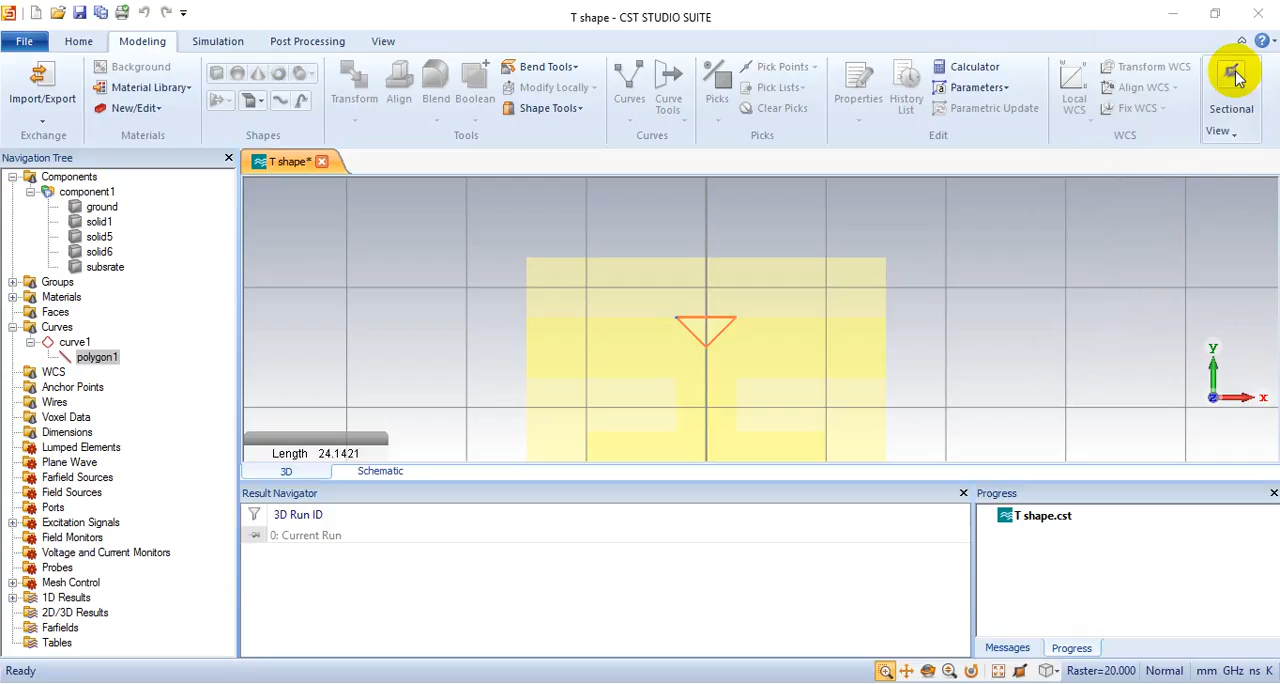 T shape - CST STUDIO SUITE
File Home Modeling Simulation Post Processing View
Import/Export
Exchange
Background
Material Library
New/Edit
Materials
Shapes
Transform Align Blend Boolean
Bend Tools
Modify Locally
Shape Tools
Tools
Curves Curve Tools
Curves
Picks
Pick Points
Pick Lists
Clear Picks
Picks
Properties History List
Calculator
Parameters
Parametric Update
Edit
Local WCS
Transform WCS
Align WCS
Fix WCS
WCS
Sectional
View
Navigation Tree
T shape*
Components
component1
ground
solid1
solid5
solid6
subsrate
Groups
Materials
Faces
Curves
curve1
polygon1
WCS
Anchor Points
Wires
Voxel Data
Dimensions
Lumped Elements
Plane Wave
Farfield Sources
Field Sources
Ports
Excitation Signals
Field Monitors
Voltage and Current Monitors
Probes
Mesh Control
1D Results
2D/3D Results
Farfields
Tables
y
x
z
Length 24.1421
3D Schematic
Result Navigator
3D Run ID
0: Current Run
Progress
T shape.cst
Messages Progress
Ready
Raster=20.000 Normal mm GHz ns K